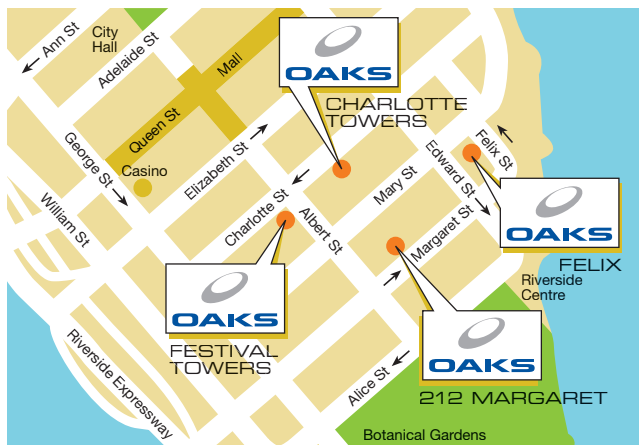 Ann St
City
Hall
Adelaide St
Mall
Queen St
George St
Casino
William St
Elizabeth St
OAKS
CHARLOTTE
TOWERS
Charlotte St
Albert St
Mary St
Edward St
Felix St
Margaret St
OAKS
FELIX
Riverside
Centre
OAKS
FESTIVAL
TOWERS
OAKS
212 MARGARET
Riverside Expressway
Alice St
Botanical Gardens